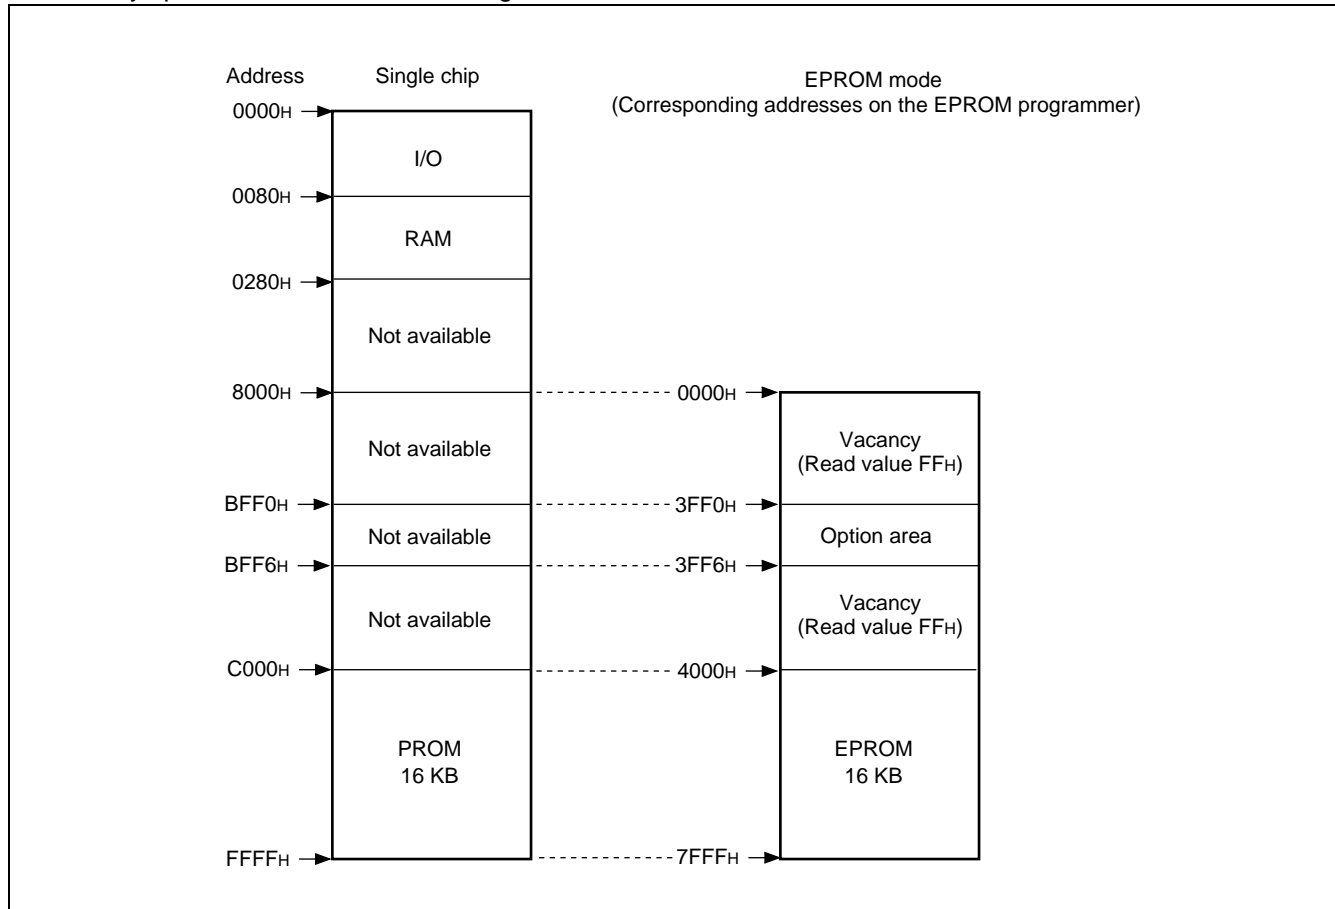 Address
Single chip
EPROM mode
(Corresponding addresses on the EPROM programmer)
0000H
I/O
0080H
RAM
0280H
Not available
8000H
0000H
Not available
Vacancy
(Read value FFH)
BFF0H
3FF0H
Not available
Option area
BFF6H
3FF6H
Not available
Vacancy
(Read value FFH)
C000H
4000H
PROM
16 KB
EPROM
16 KB
FFFFH
7FFFH